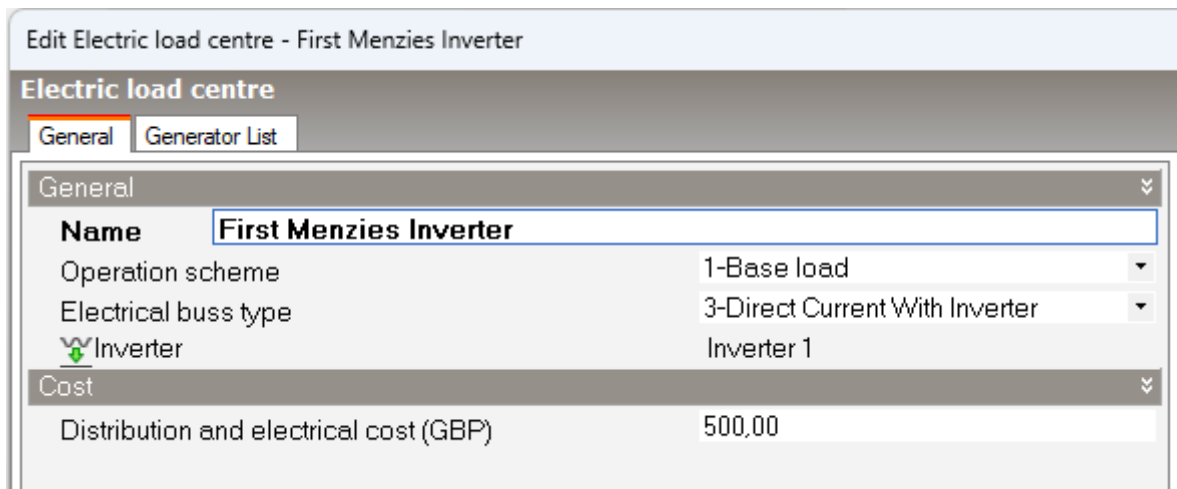 Edit Electric load centre - First Menzies Inverter
Electric load centre
General Generator List
General
Name First Menzies Inverter
Operation scheme 1-Base load
Electrical buss type 3-Direct Current With Inverter
Inverter Inverter 1
Cost
Distribution and electrical cost (GBP) 500,00